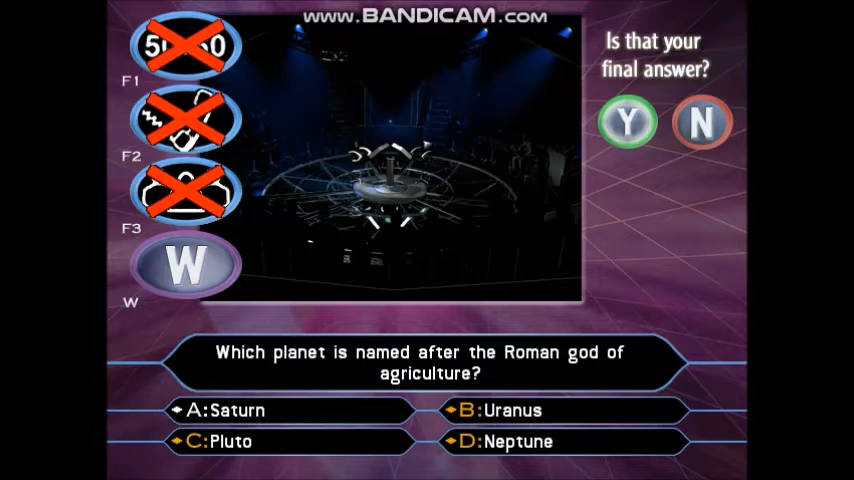 www.BANDICAM.com
Is that your
final answer?
Y N
F1
F2
F3
W
W
Which planet is named after the Roman god of
agriculture?
A:Saturn
B:Uranus
C:Pluto
D:Neptune